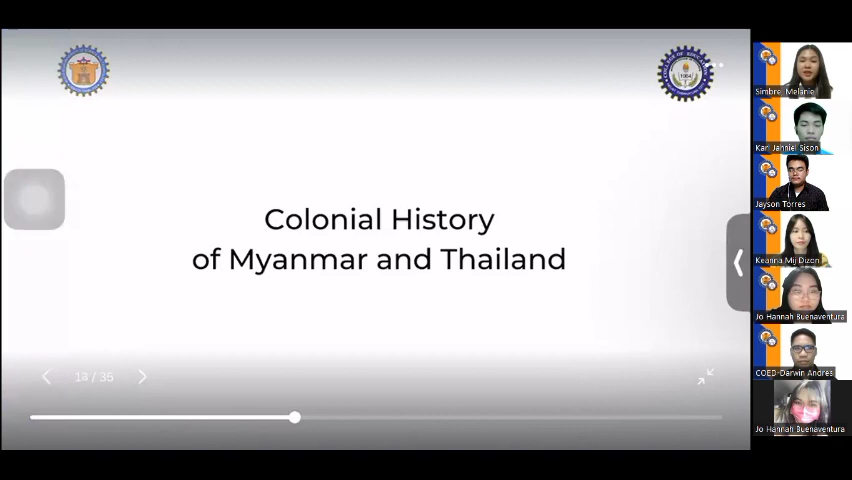 Colonial History
of Myanmar and Thailand
18 / 35
Simbre, Melanie
Karl Jahniel Sison
Jayson Torres
Keanna Mij Dizon
Jo Hannah Buenaventura
COED-Darwin Andres
Jo Hannah Buenaventura